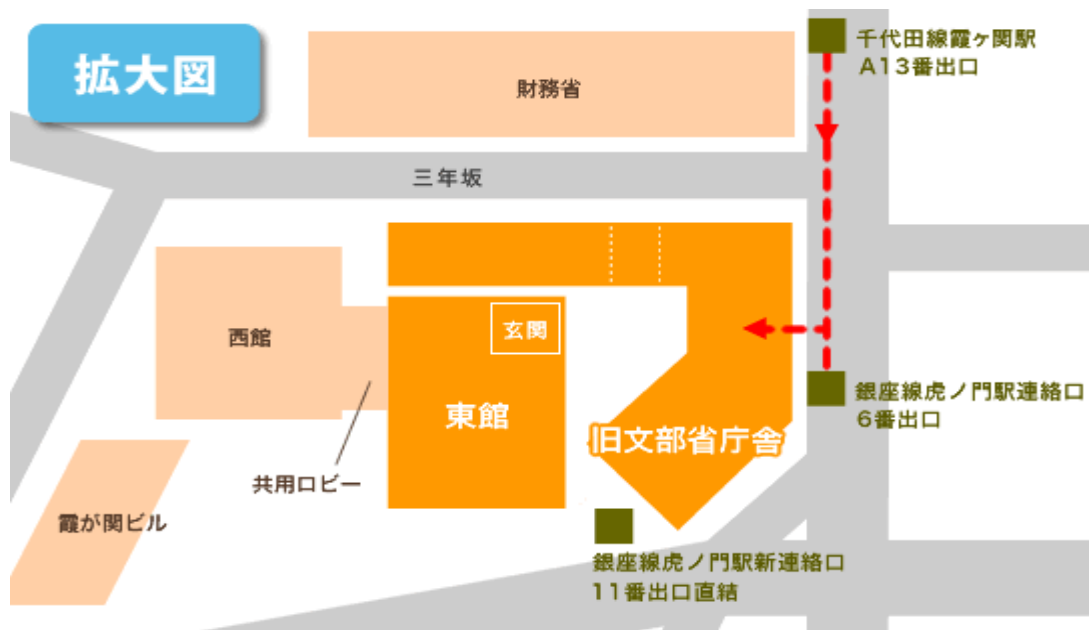 拡大図
千代田線霞ヶ関駅
A13番出口
財務省
三年坂
玄関
西館
東館
銀座線虎ノ門駅連絡口
6番出口
旧文部省庁舎
共用ロビー
霞が関ビル
銀座線虎ノ門駅新連絡口
11番出口直結